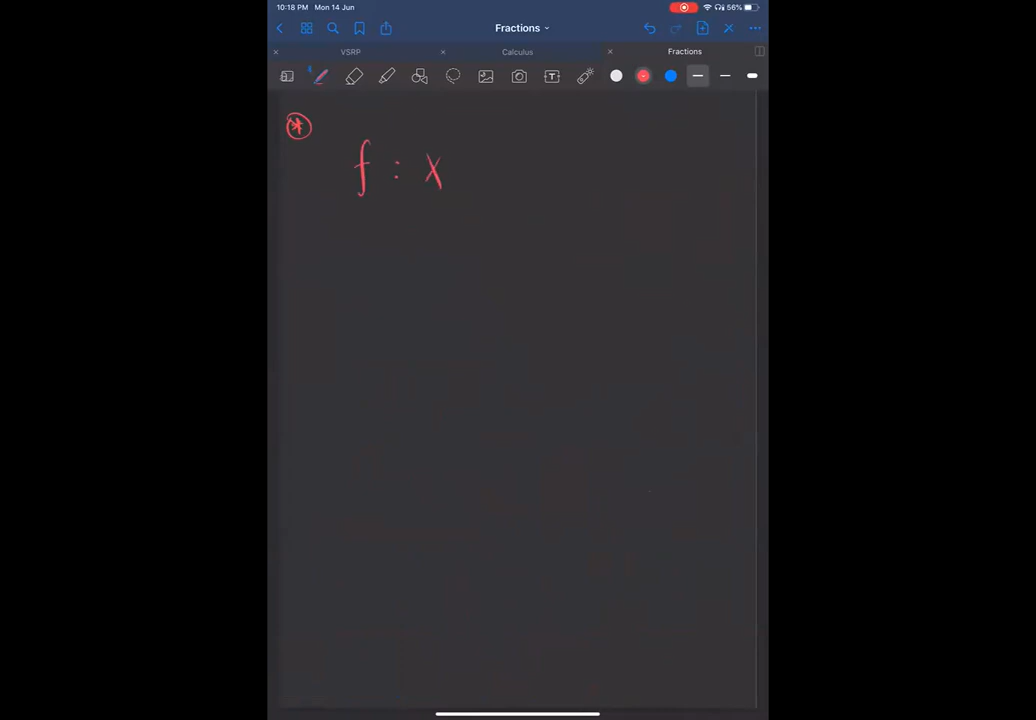 10:18 PM Mon 14 Jun 56%
Fractions
VSRP Calculus Fractions
T
*
f : x